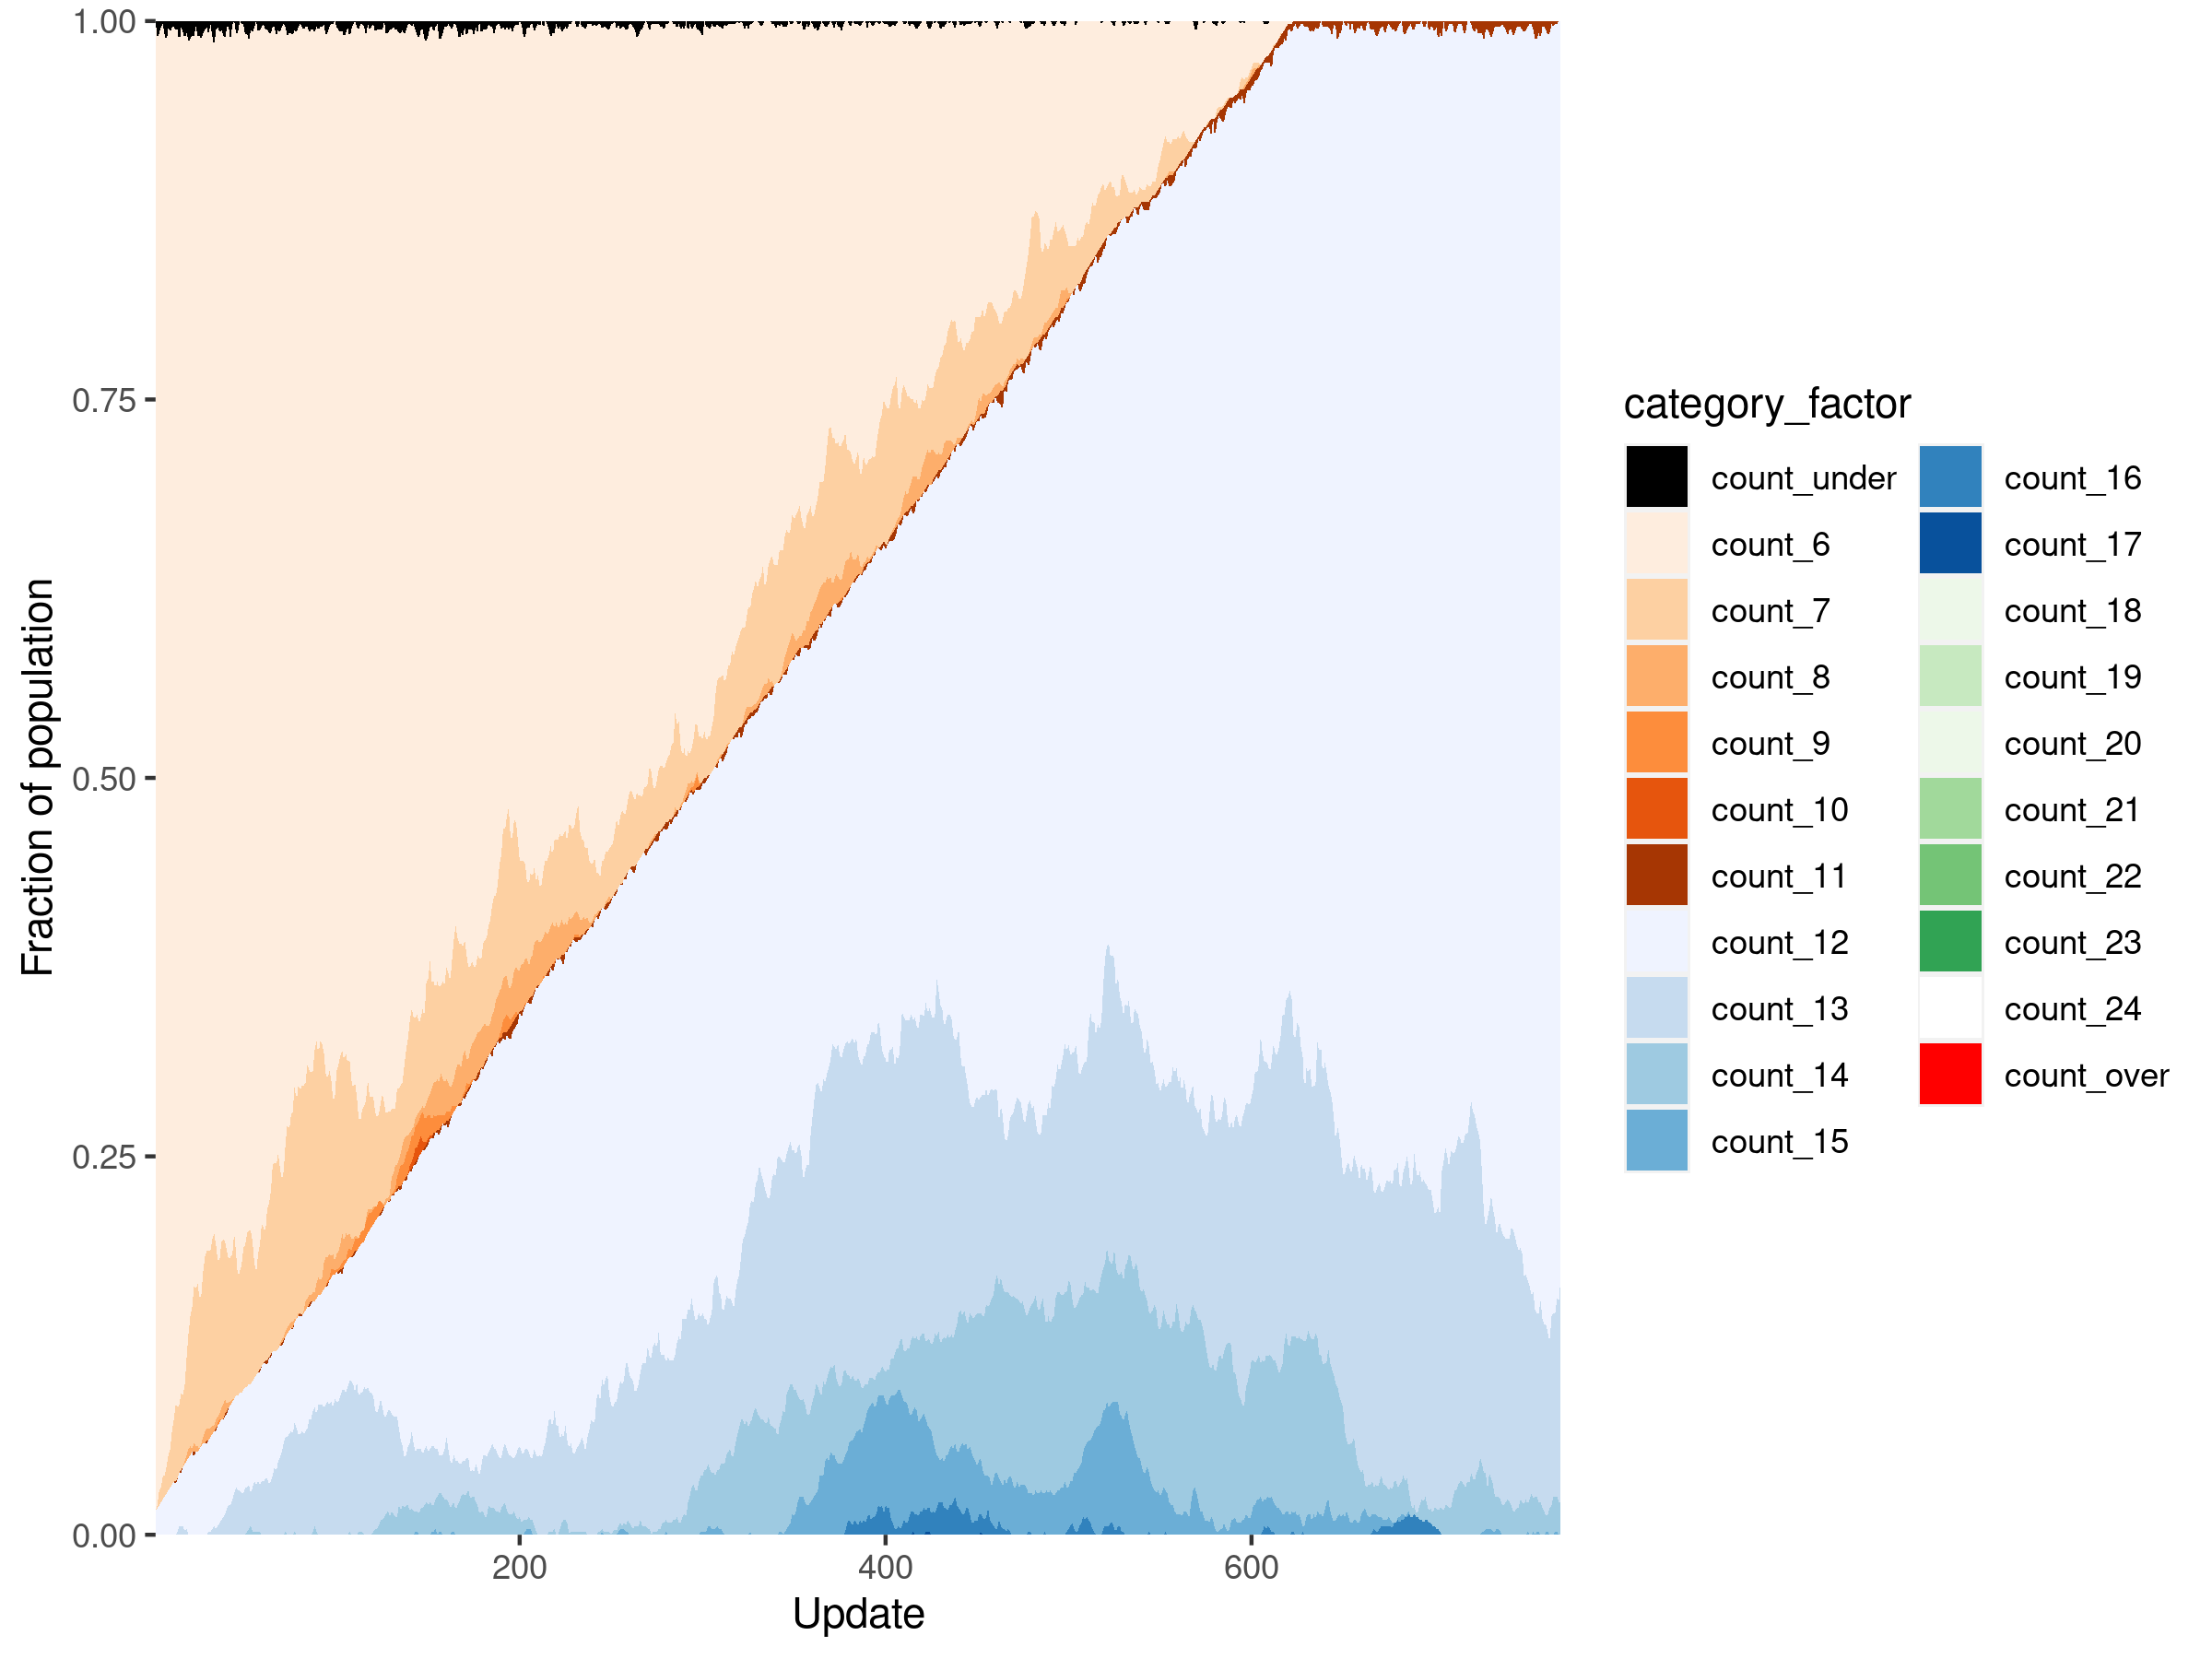 1.00
0.75
0.50
0.25
0.00
200 400 600
Update
Fraction of population
category_factor
count_under
count_6
count_7
count_8
count_9
count_10
count_11
count_12
count_13
count_14
count_15
count_16
count_17
count_18
count_19
count_20
count_21
count_22
count_23
count_24
count_over